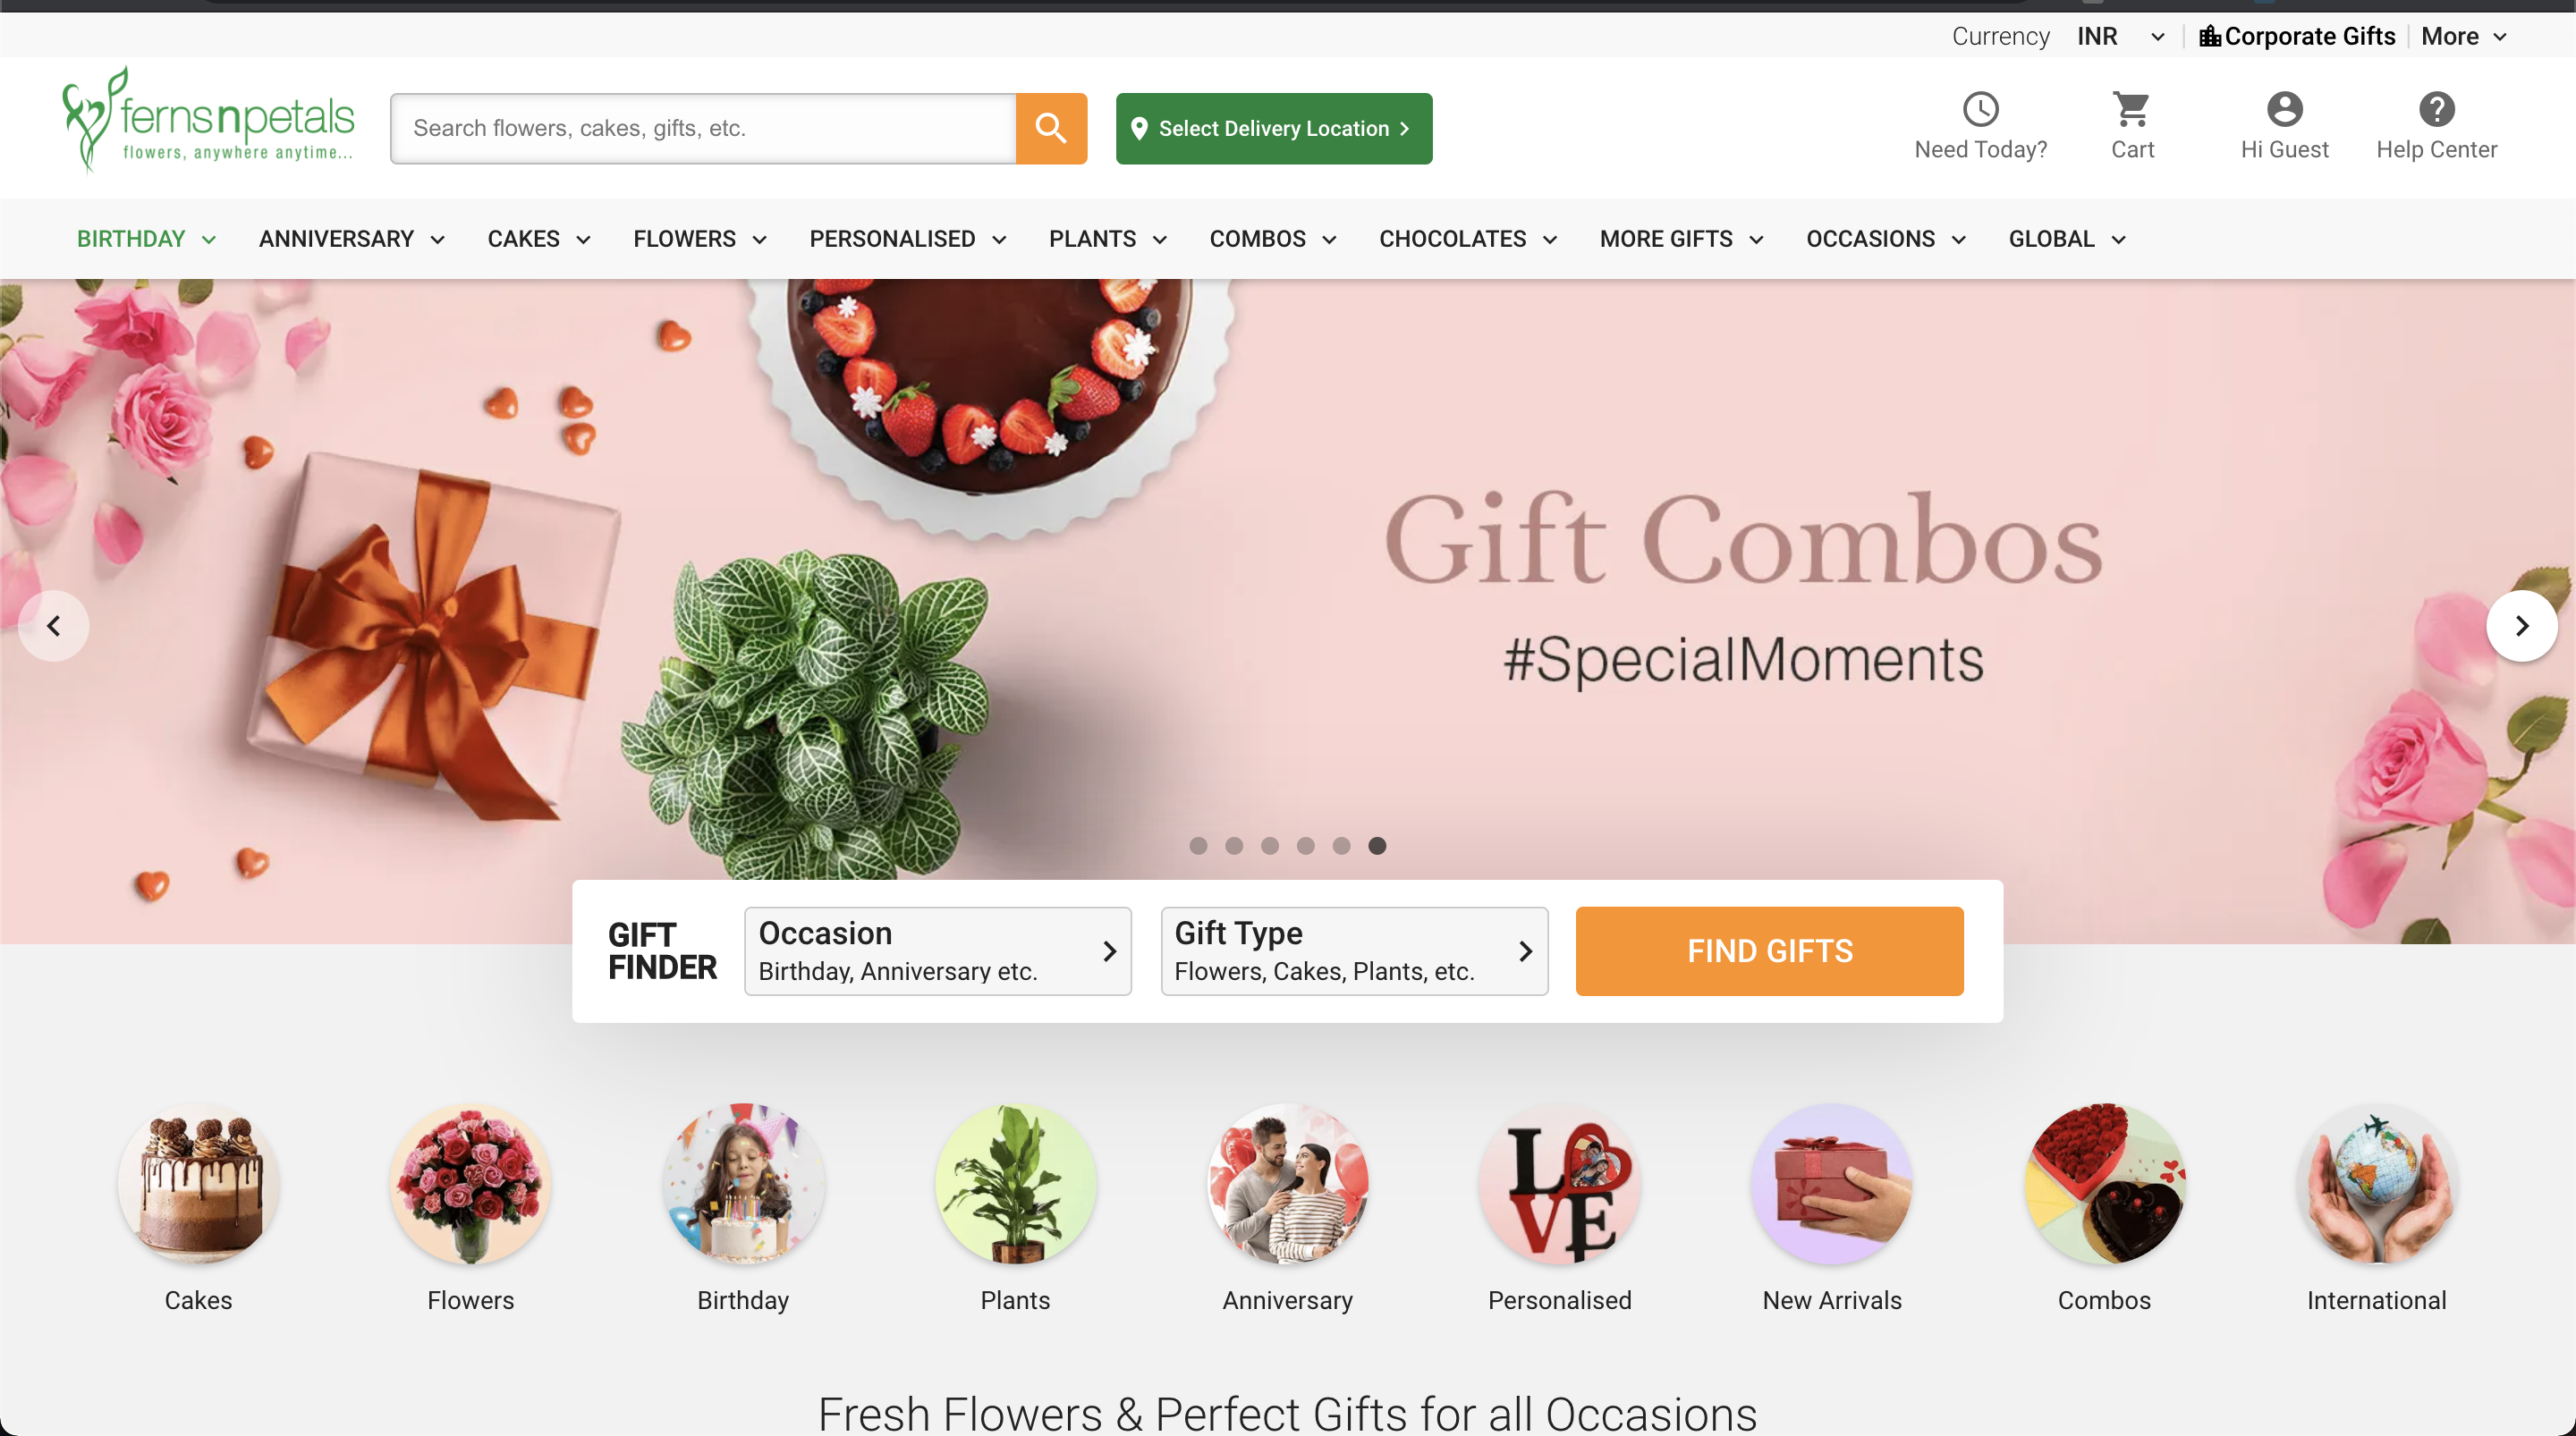 Currency INR Corporate Gifts More
fernsnpetals
flowers, anywhere anytime...
Search flowers, cakes, gifts, etc.
Select Delivery Location
Need Today?
Cart
Hi Guest
Help Center
BIRTHDAY ANNIVERSARY CAKES FLOWERS PERSONALISED PLANTS COMBOS CHOCOLATES MORE GIFTS OCCASIONS GLOBAL
Gift Combos
#SpecialMoments
GIFT
FINDER
Occasion
Birthday, Anniversary etc.
Gift Type
Flowers, Cakes, Plants, etc.
FIND GIFTS
LOVE
Cakes
Flowers
Birthday
Plants
Anniversary
Personalised
New Arrivals
Combos
International
Fresh Flowers & Perfect Gifts for all Occasions